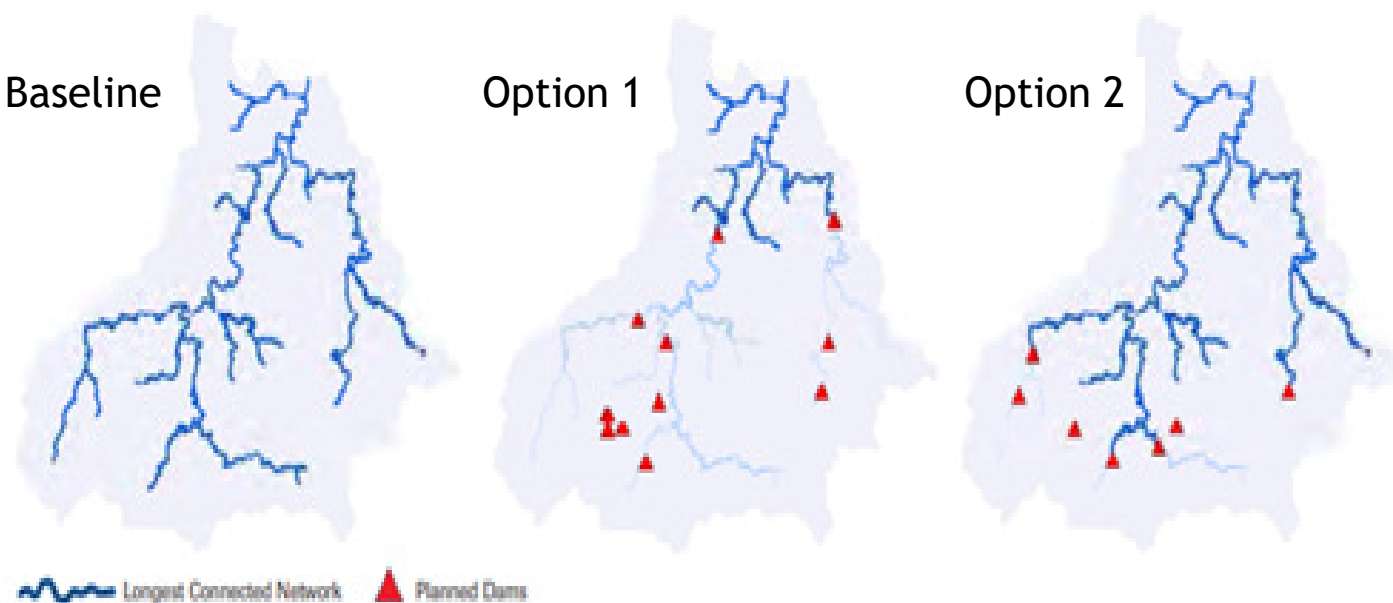 Baseline
Option 1
Option 2
Longest Connected Network
Planned Dams